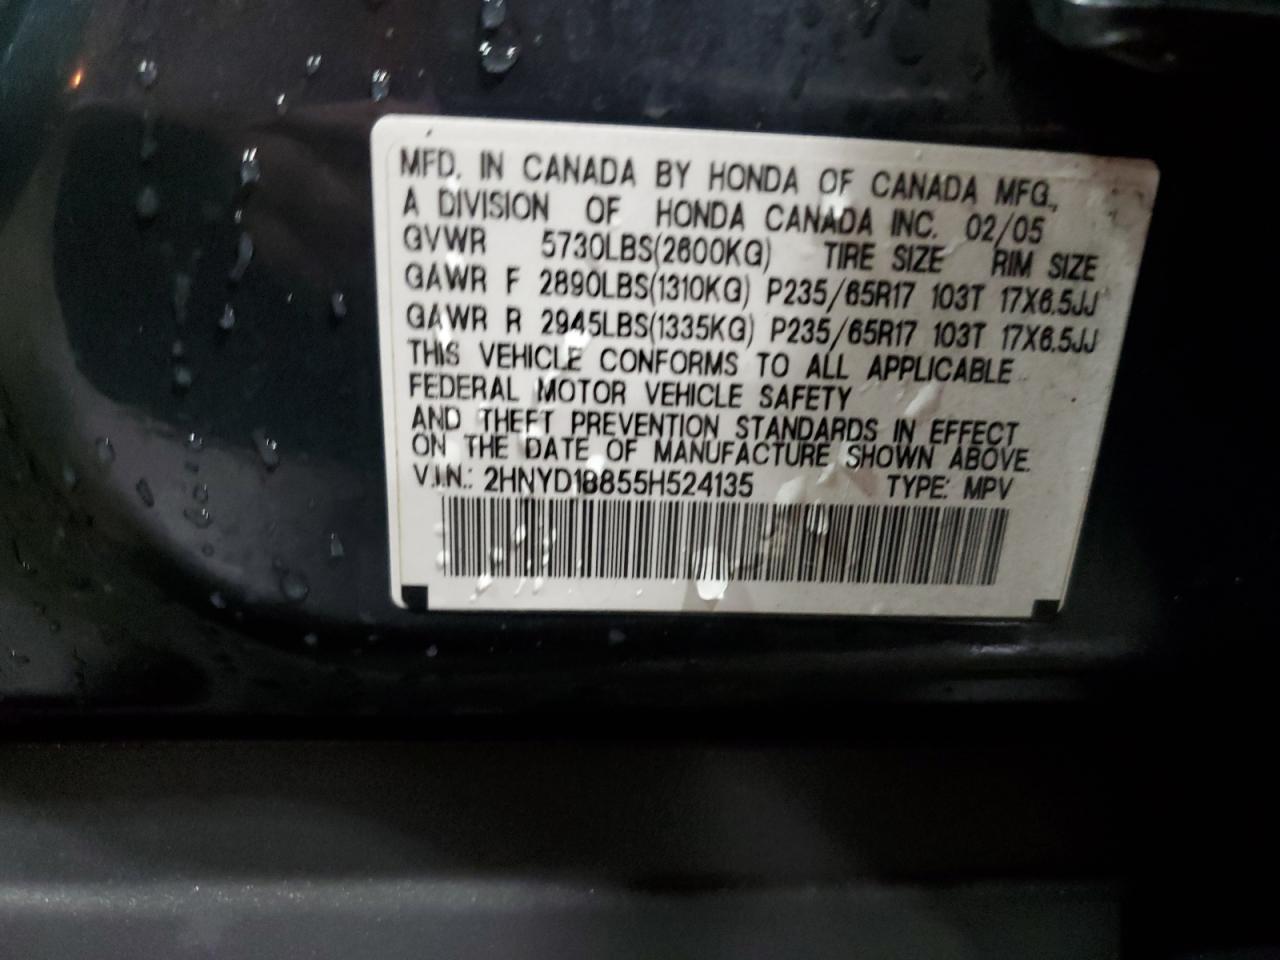 MFD. IN CANADA BY HONDA OF CANADA MFG.,
A DIVISION OF HONDA CANADA INC. 02/05
GVWR 5730LBS(2600KG) TIRE SIZE RIM SIZE
GAWR F 2890LBS(1310KG) P235/65R17 103T 17X6.5JJ
GAWR R 2945LBS(1335KG) P235/65R17 103T 17X6.5JJ
THIS VEHICLE CONFORMS TO ALL APPLICABLE
FEDERAL MOTOR VEHICLE SAFETY
AND THEFT PREVENTION STANDARDS IN EFFECT
ON THE DATE OF MANUFACTURE SHOWN ABOVE.
V.I.N.: 2HNYD18855H524135 TYPE: MPV